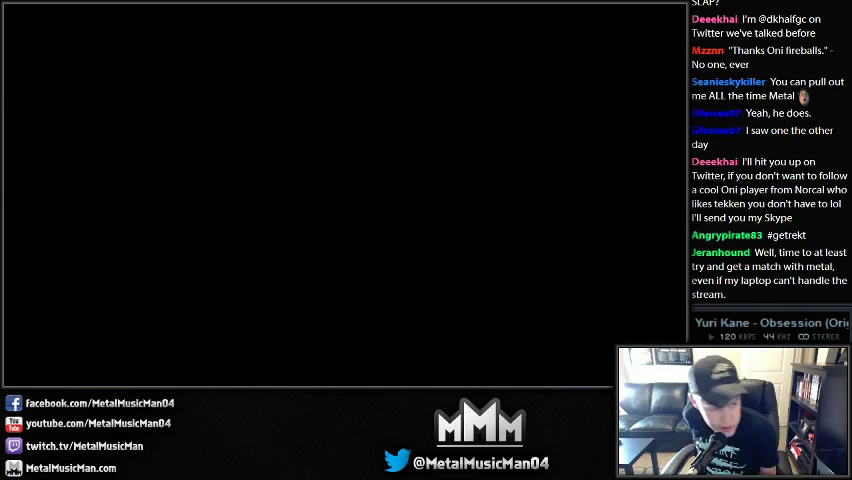 SLAP?
Deeekhai I'm @dkhaifgc on
Twitter we've talked before
Mzznn "Thanks Oni fireballs." -
No one, ever
Seanieskykiller You can pull out
me ALL the time Metal
Yeah, he does.
I saw one the other
day
Deeekhai I'll hit you up on
Twitter, if you don't want to follow
a cool Oni player from Norcal who
likes tekken you don't have to lol
I'll send you my Skype
Angrypirate83 #getrekt
Jeranhound Well, time to at least
try and get a match with metal,
even if my laptop can't handle the
stream.
Yuri Kane - Obsession (Ori
120 KBPS 44 KHZ STEREO
facebook.com/MetalMusicMan04
youtube.com/MetalMusicMan04
twitch.tv/MetalMusicMan
MetalMusicMan.com
MMM
@MetalMusicMan04